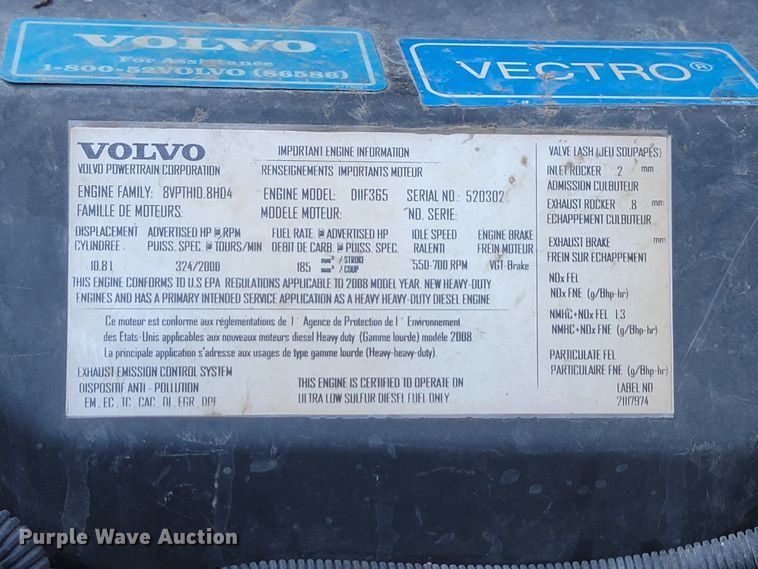 VOLVO
For Assistance
1-800-52VOLVO (86586)
VECTRO®
VOLVO
VOLVO POWERTRAIN CORPORATION
IMPORTANT ENGINE INFORMATION
RENSEIGNEMENTS IMPORTANTS MOTEUR
ENGINE FAMILY: 8VPTH10.8H04 ENGINE MODEL: D11F365 SERIAL NO: 520302
FAMILLE DE MOTEURS: MODELE MOTEUR: NO. SERIE:
DISPLACEMENT ADVERTISED HP @ RPM FUEL RATE @ ADVERTISED HP IDLE SPEED ENGINE BRAKE
CYLINDREE PUISS. SPEC. @ TOURS/MIN DEBIT DE CARB. @ PUISS. SPEC. RALENTI FREIN MOTEUR
10.8 L 324/2000 185 mm³ / STROKE mm³ / COUP 550-700 RPM VGT-Brake
THIS ENGINE CONFORMS TO U.S EPA REGULATIONS APPLICABLE TO 2008 MODEL YEAR. NEW HEAVY-DUTY
ENGINES AND HAS A PRIMARY INTENDED SERVICE APPLICATION AS A HEAVY HEAVY-DUTY DIESEL ENGINE
Ce moteur est conforme aux réglementations de l' Agence de Protection de l' Environnement
des Etats-Unis applicables aux nouveaux moteurs diesel Heavy duty (Gamme lourde) modéle 2008.
La principale application s'adresse aux usages de type gamme lourde (Heavy-heavy-duty).
EXHAUST EMISSION CONTROL SYSTEM
DISPOSITIF ANTI - POLLUTION
EM, EC, TC, CAC, DI, EGR, DPF
THIS ENGINE IS CERTIFIED TO OPERATE ON
ULTRA LOW SULFUR DIESEL FUEL ONLY.
VALVE LASH (JEU SOUPAPES)
INLET ROCKER .2 mm
ADMISSION CULBUTEUR
EXHAUST ROCKER .8 mm
ECHAPPEMENT CULBUTEUR
EXHAUST BRAKE mm
FREIN SUR ECHAPPEMENT
NOx FEL
NOx FNE (g/Bhp-hr)
NMHC+NOx FEL 1.3
NMHC+NOx FNE (g/Bhp-hr)
PARTICULATE FEL
PARTICULAIRE FNE (g/Bhp-hr)
LABEL NO
21117974
Purple Wave Auction